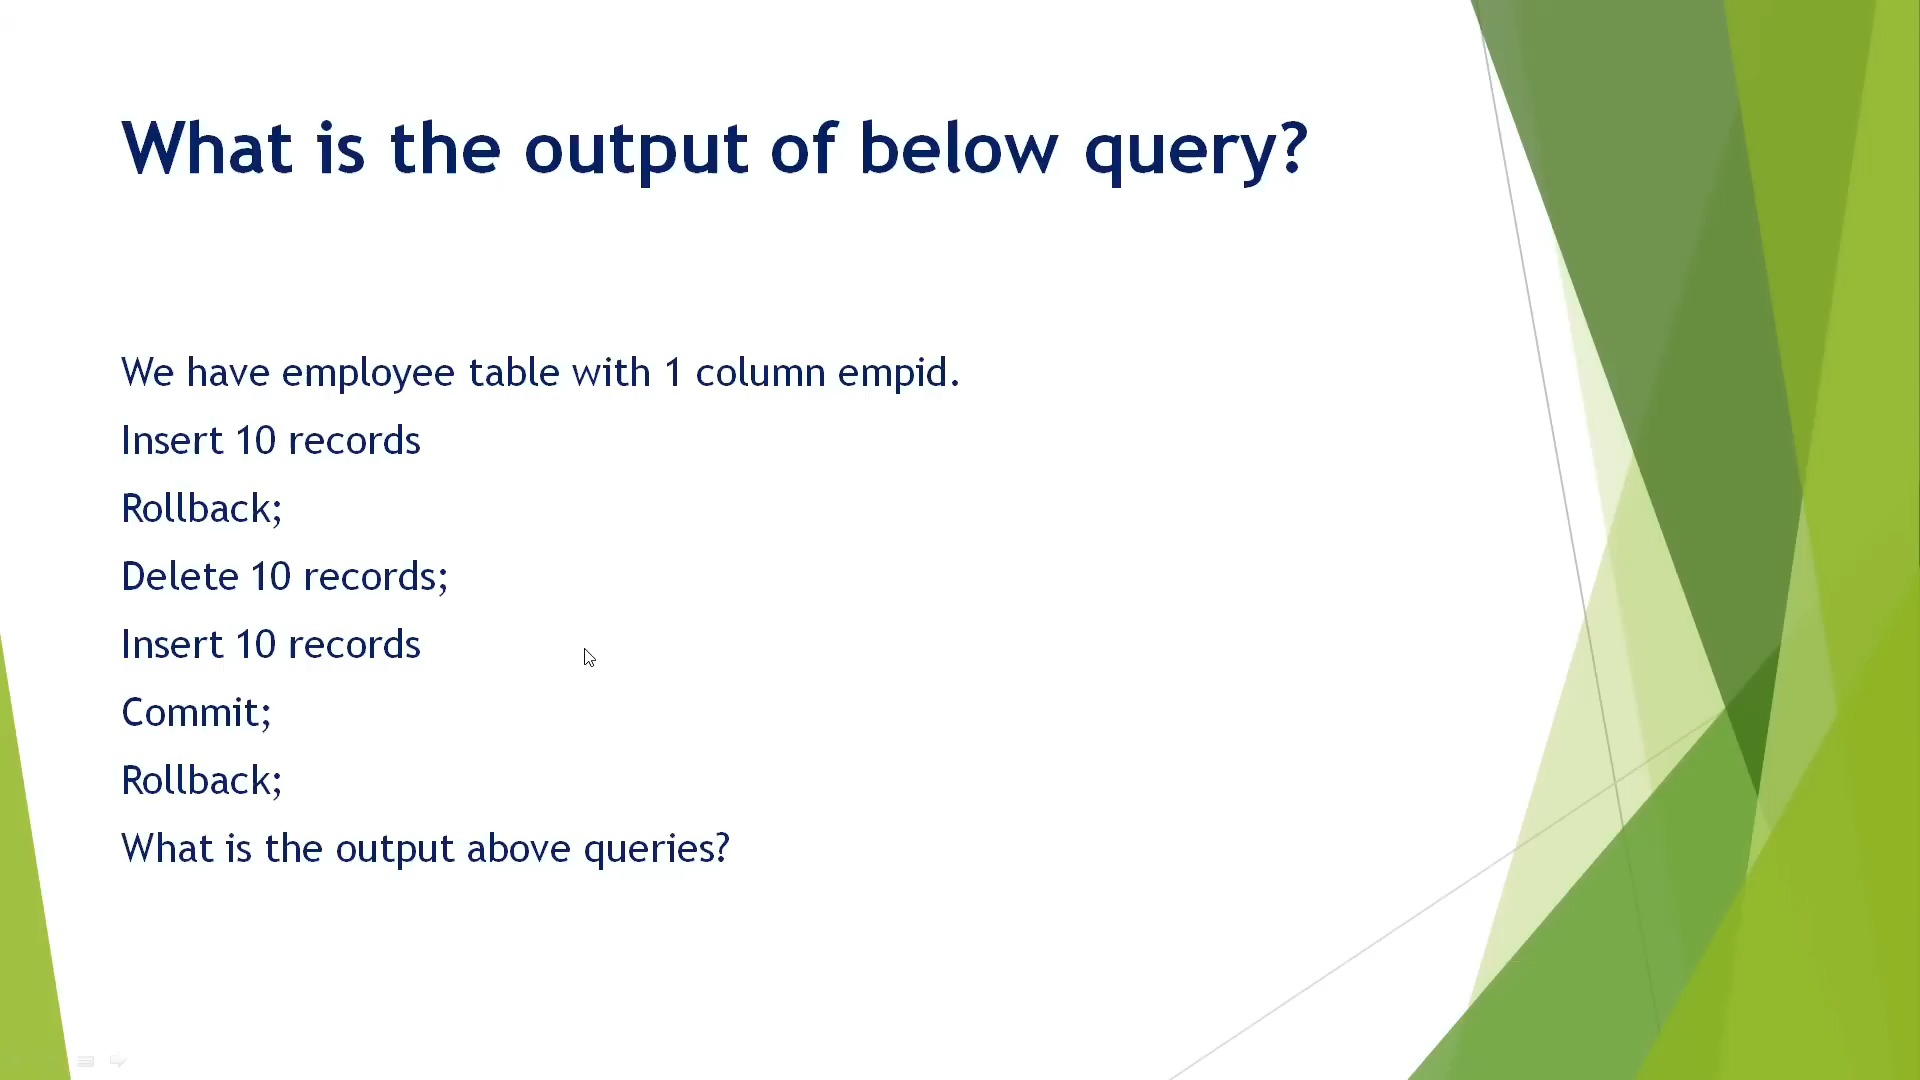 What is the output of below query?
We have employee table with 1 column empid.
Insert 10 records
Rollback;
Delete 10 records;
Insert 10 records
Commit;
Rollback;
What is the output above queries?